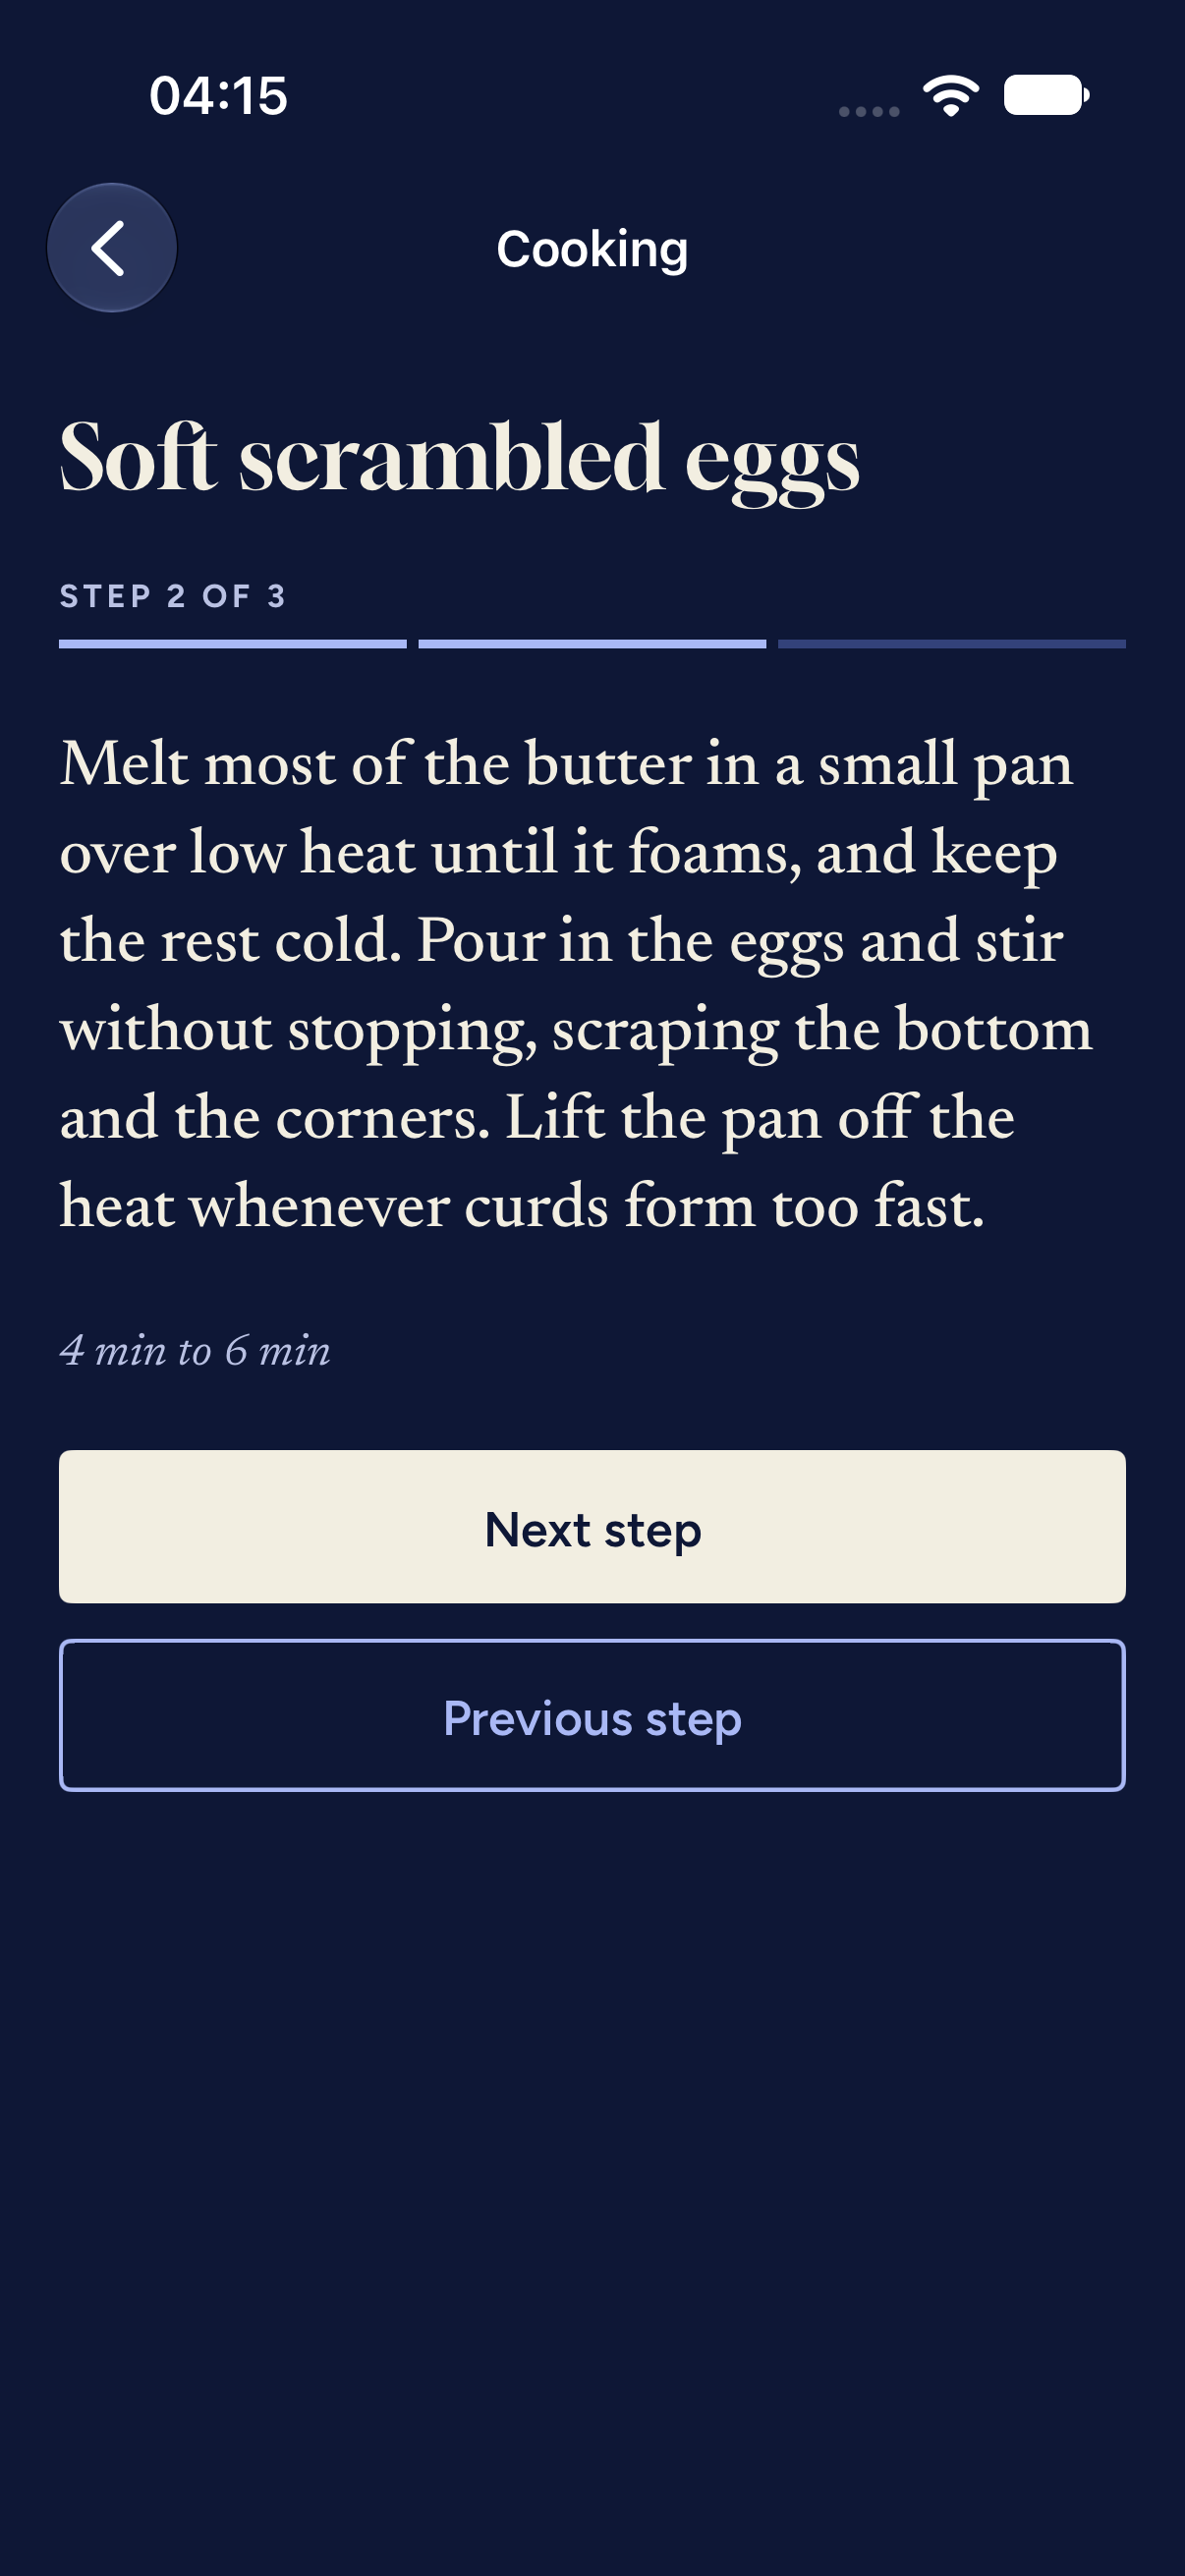 04:15
Cooking
Soft scrambled eggs
STEP 2 OF 3
Melt most of the butter in a small pan
over low heat until it foams, and keep
the rest cold. Pour in the eggs and stir
without stopping, scraping the bottom
and the corners. Lift the pan off the
heat whenever curds form too fast.
4 min to 6 min
Next step
Previous step